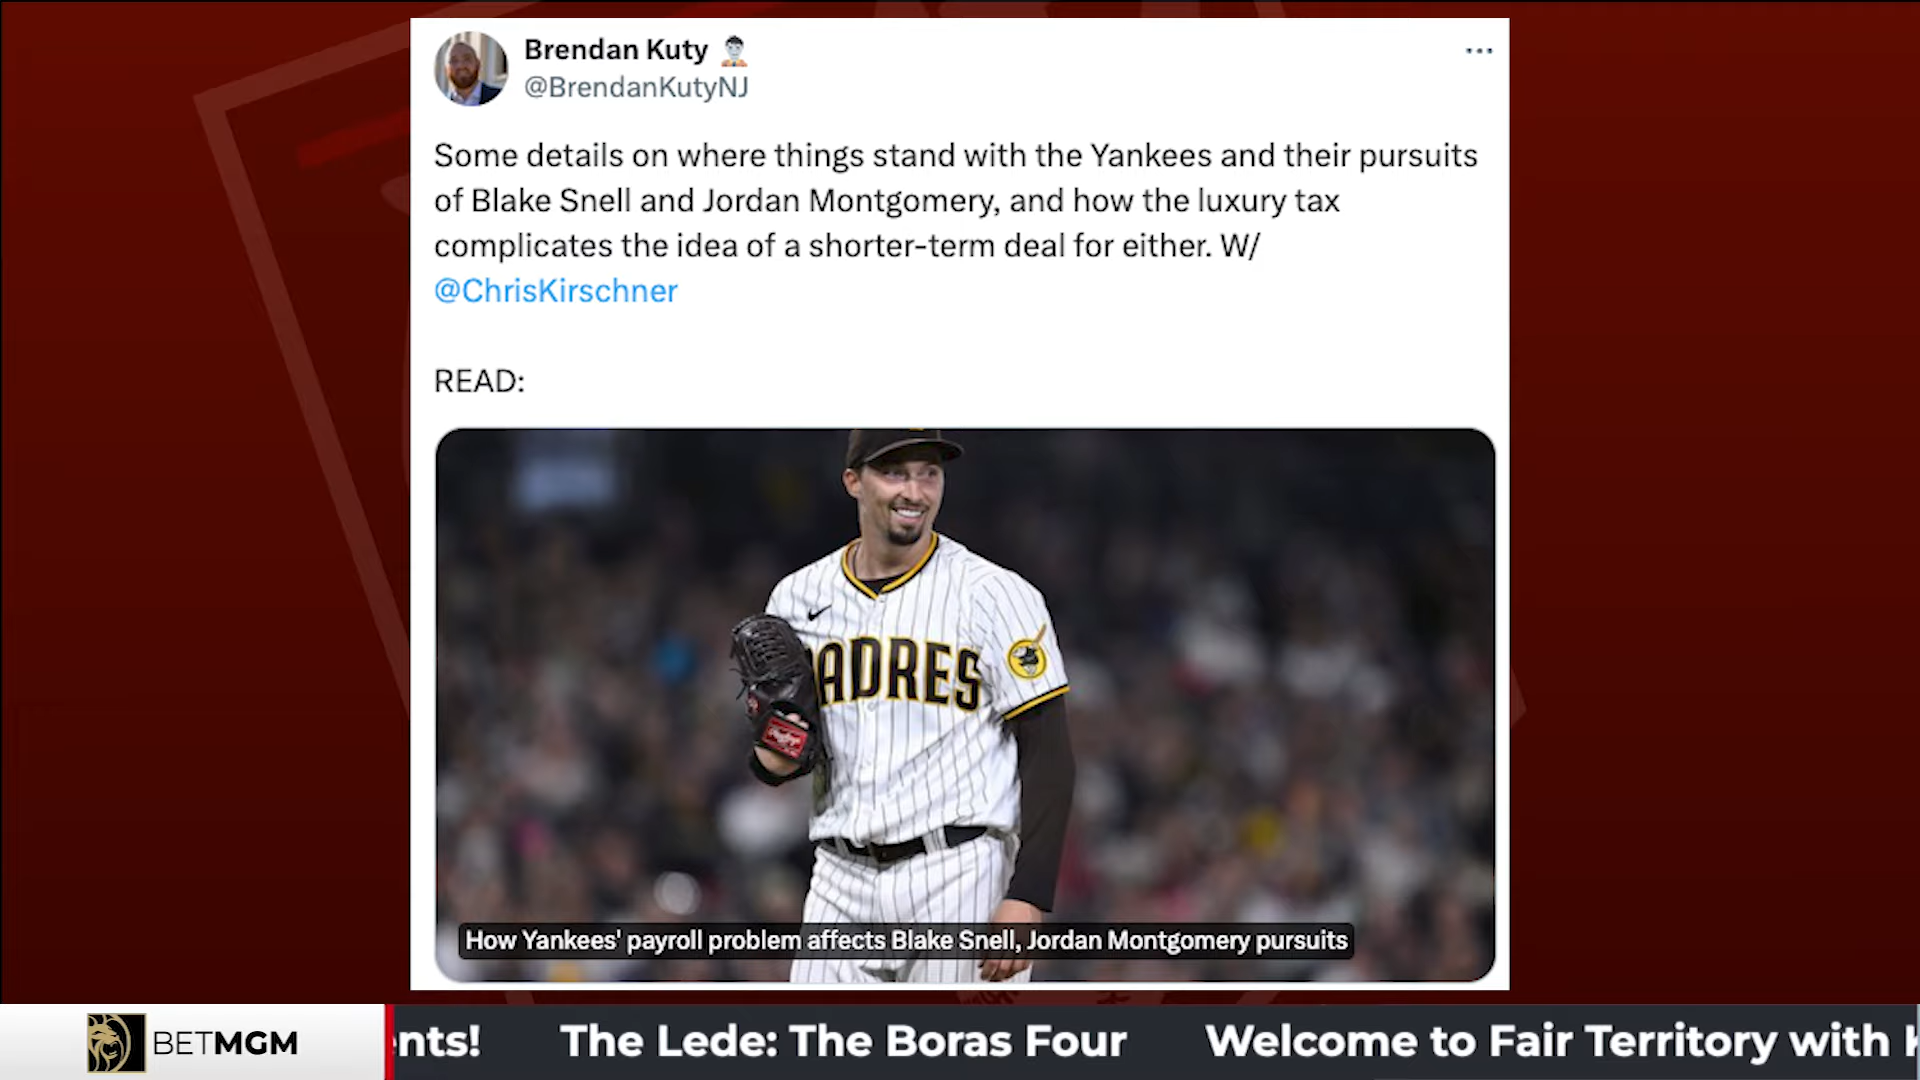 Brendan Kuty
@BrendanKutyNJ
Some details on where things stand with the Yankees and their pursuits
of Blake Snell and Jordan Montgomery, and how the luxury tax
complicates the idea of a shorter-term deal for either. W/
@ChrisKirschner
READ:
PADRES
Rawlings
How Yankees' payroll problem affects Blake Snell, Jordan Montgomery pursuits
BETMGM
nts! The Lede: The Boras Four Welcome to Fair Territory with